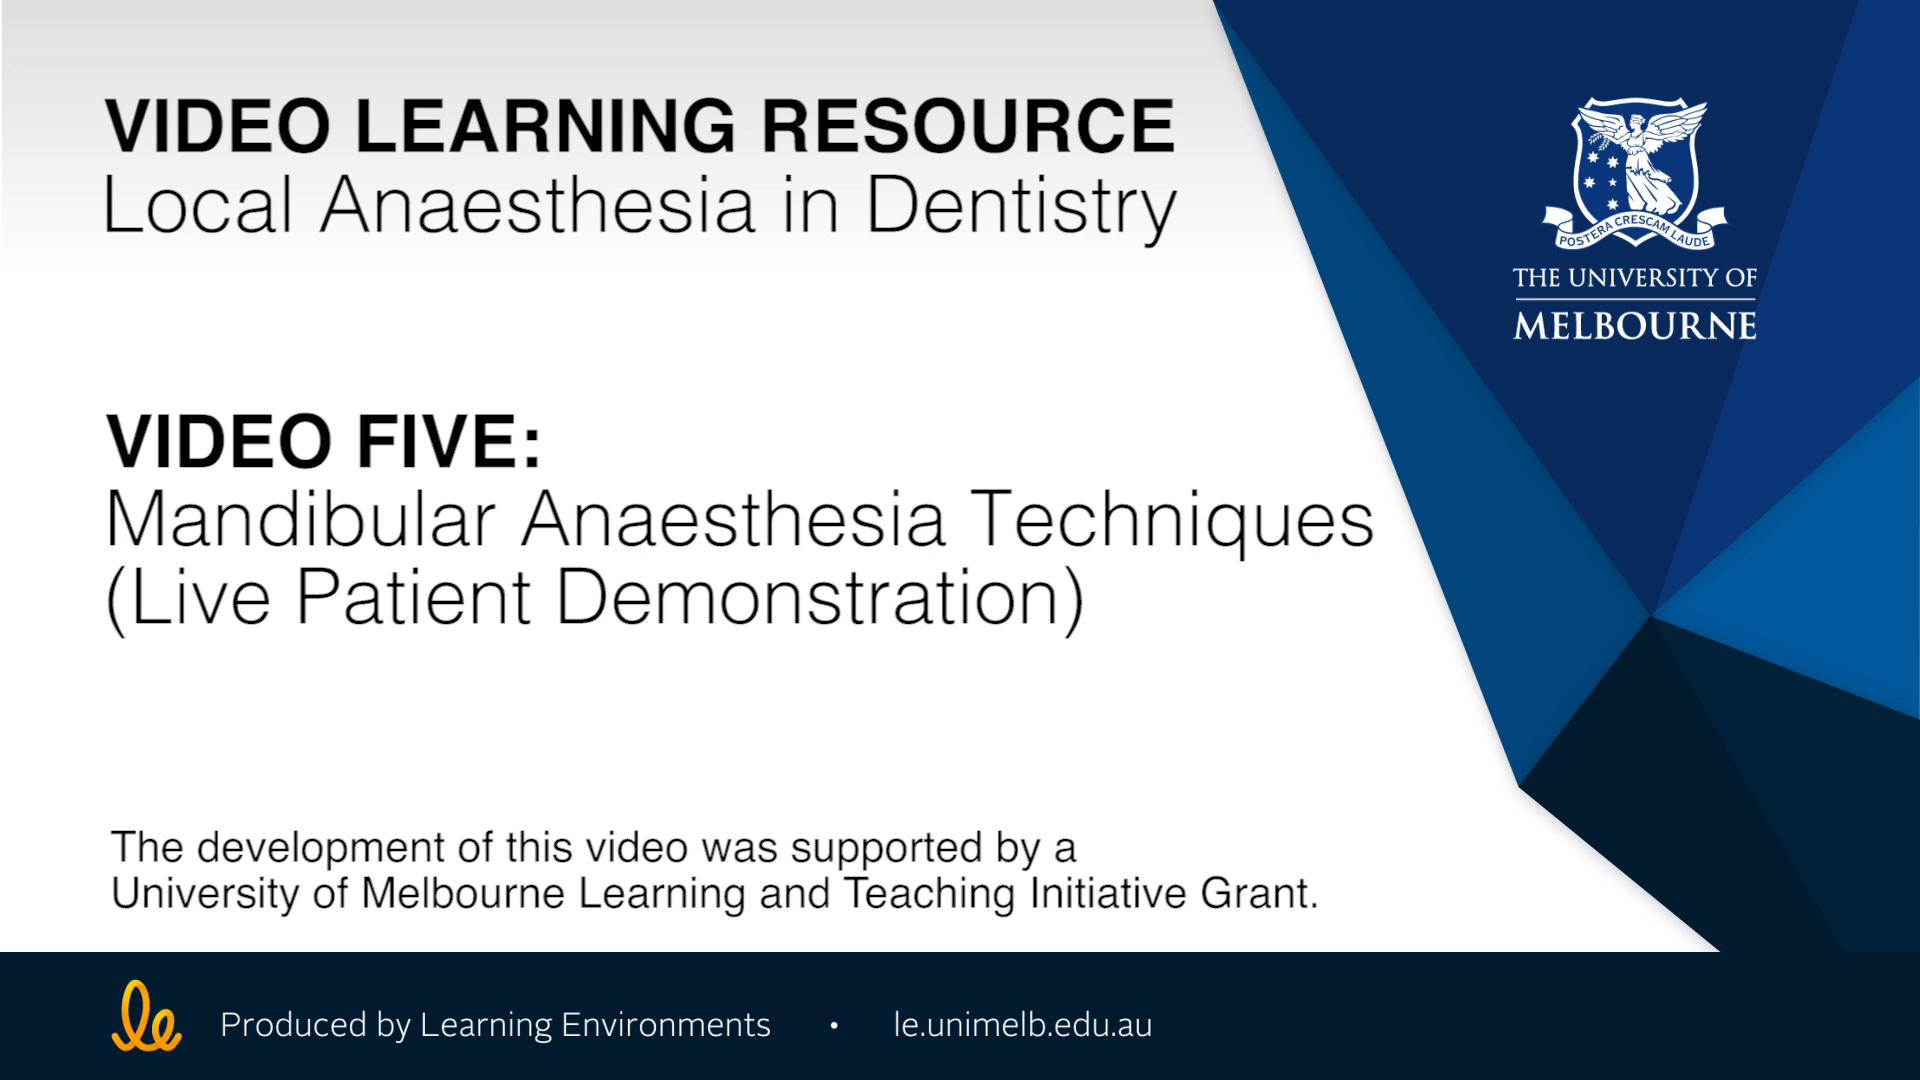 VIDEO LEARNING RESOURCE
Local Anaesthesia in Dentistry
POSTERA CRESCAM LAUDE
THE UNIVERSITY OF
MELBOURNE
VIDEO FIVE:
Mandibular Anaesthesia Techniques
(Live Patient Demonstration)
The development of this video was supported by a
University of Melbourne Learning and Teaching Initiative Grant.
le Produced by Learning Environments • le.unimelb.edu.au